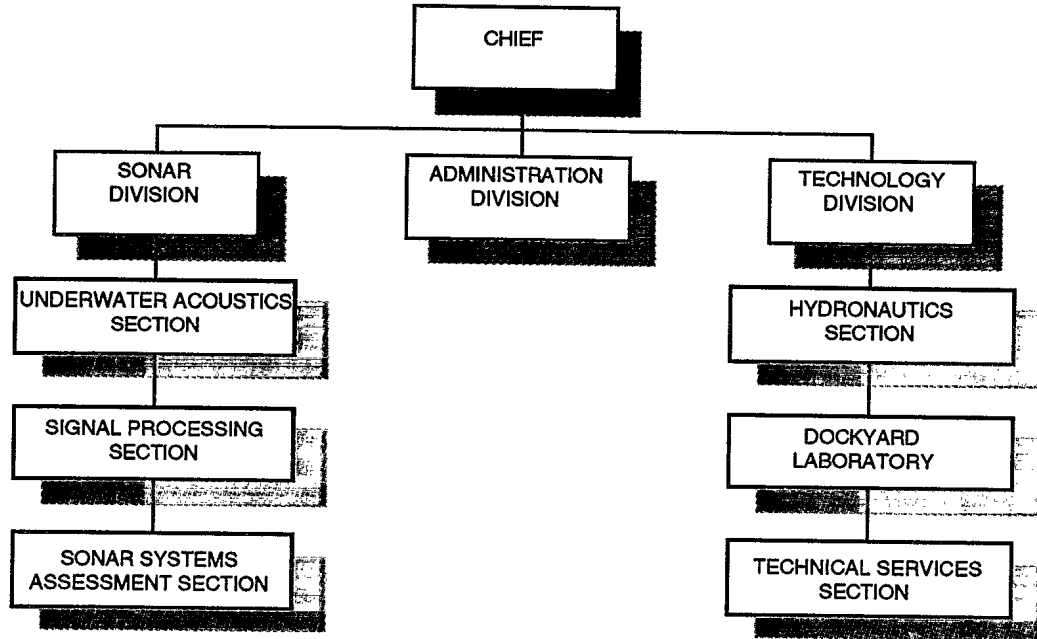 CHIEF
SONAR
DIVISION
ADMINISTRATION
DIVISION
TECHNOLOGY
DIVISION
UNDERWATER ACOUSTICS
SECTION
HYDRONAUTICS
SECTION
SIGNAL PROCESSING
SECTION
DOCKYARD
LABORATORY
SONAR SYSTEMS
ASSESSMENT SECTION
TECHNICAL SERVICES
SECTION